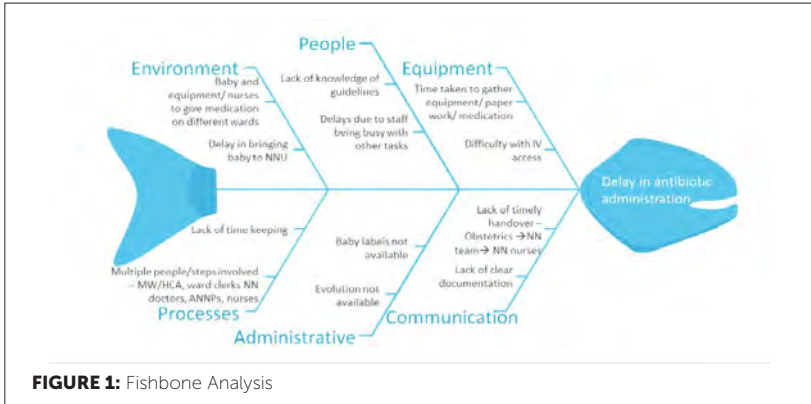 People
Environment
Equipment
Baby and
equipment/ nurses
to give medication
on different wards
Delay in bringing
baby to NNU
Lack of knowledge of
guidelines
Delays due to staff
being busy with
other tasks
Time taken to gather
equipment/ paper
work/ medication
Difficulty with IV
access
Delay in antibiotic
administration
Lack of time keeping
Multiple people/steps involved
– MW/HCA, ward clerks NN
doctors, ANNPs, nurses
Processes
Baby labels not
available
Evolution not
available
Administrative
Lack of timely
handover –
Obstetrics →NN
team→ NN nurses
Lack of clear
documentation
Communication
FIGURE 1: Fishbone Analysis